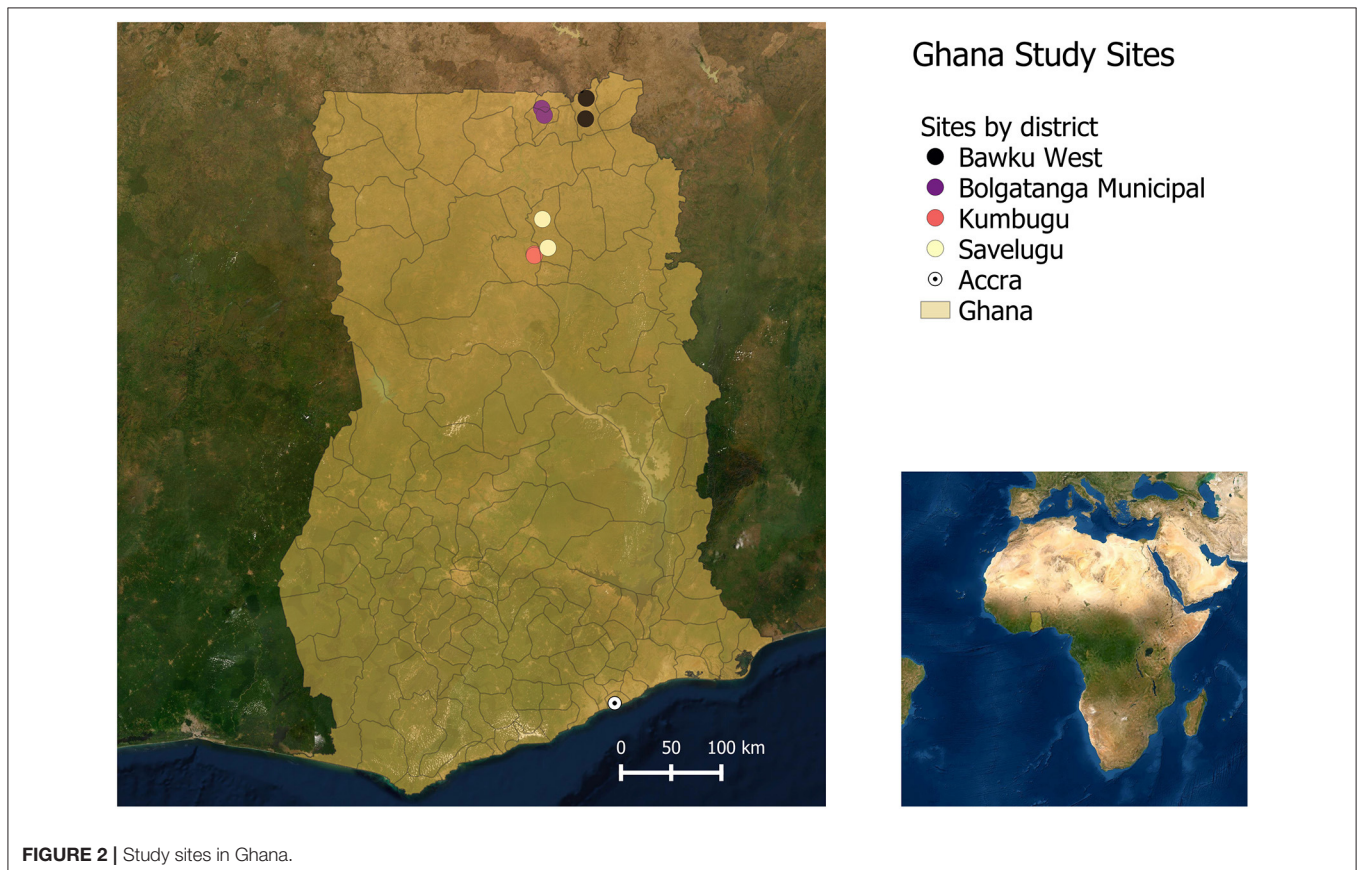 Ghana Study Sites
Sites by district
Bawku West
Bolgatanga Municipal
Kumbugu
Savelugu
Accra
Ghana
0 50 100 km
FIGURE 2 | Study sites in Ghana.